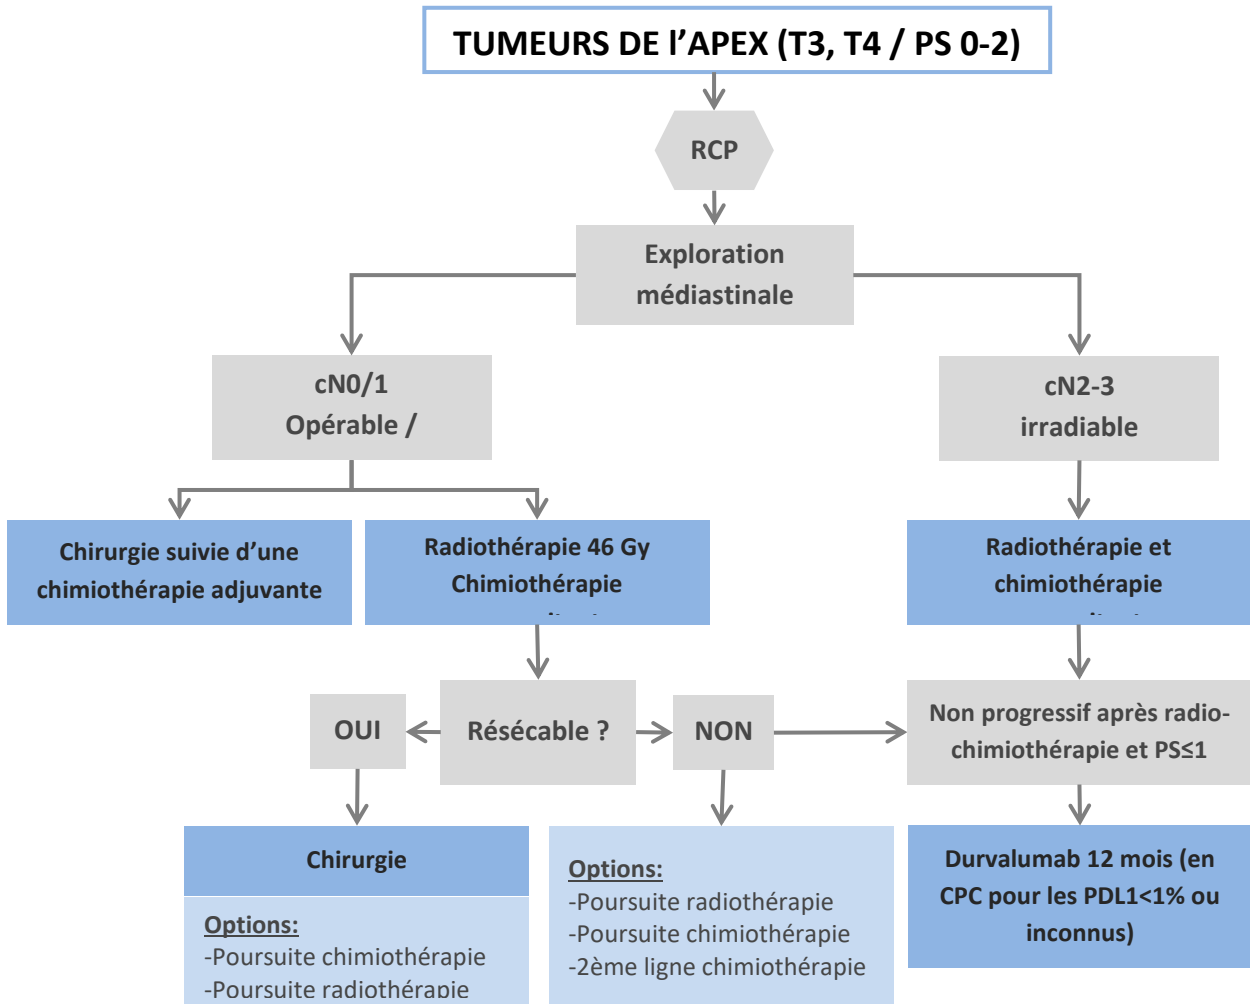 TUMEURS DE l'APEX (T3, T4 / PS 0-2)
RCP
Exploration
médiastinale
cN0/1
Opérable /
cN2-3
irradiable
Chirurgie suivie d’une
chimiothérapie adjuvante
Radiothérapie 46 Gy
Chimiothérapie
Radiothérapie et
chimiothérapie
OUI
Résécable ?
NON
Non progressif après radio-
chimiothérapie et PS≤1
Chirurgie
Options:
-Poursuite chimiothérapie
-Poursuite radiothérapie
Options:
-Poursuite radiothérapie
-Poursuite chimiothérapie
-2ème ligne chimiothérapie
Durvalumab 12 mois (en
CPC pour les PDL1<1% ou
inconnus)